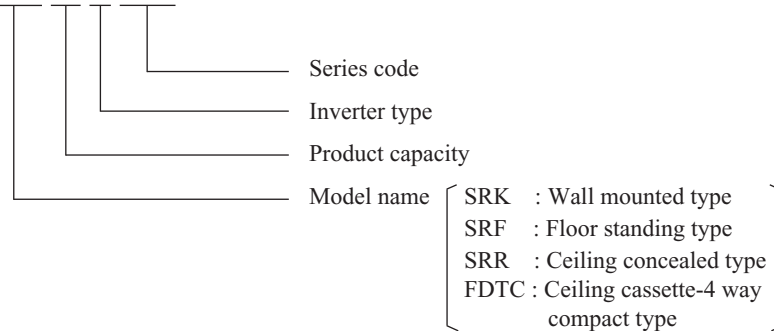 Series code
Inverter type
Product capacity
Model name
SRK : Wall mounted type
SRF : Floor standing type
SRR : Ceiling concealed type
FDTC : Ceiling cassette-4 way
compact type